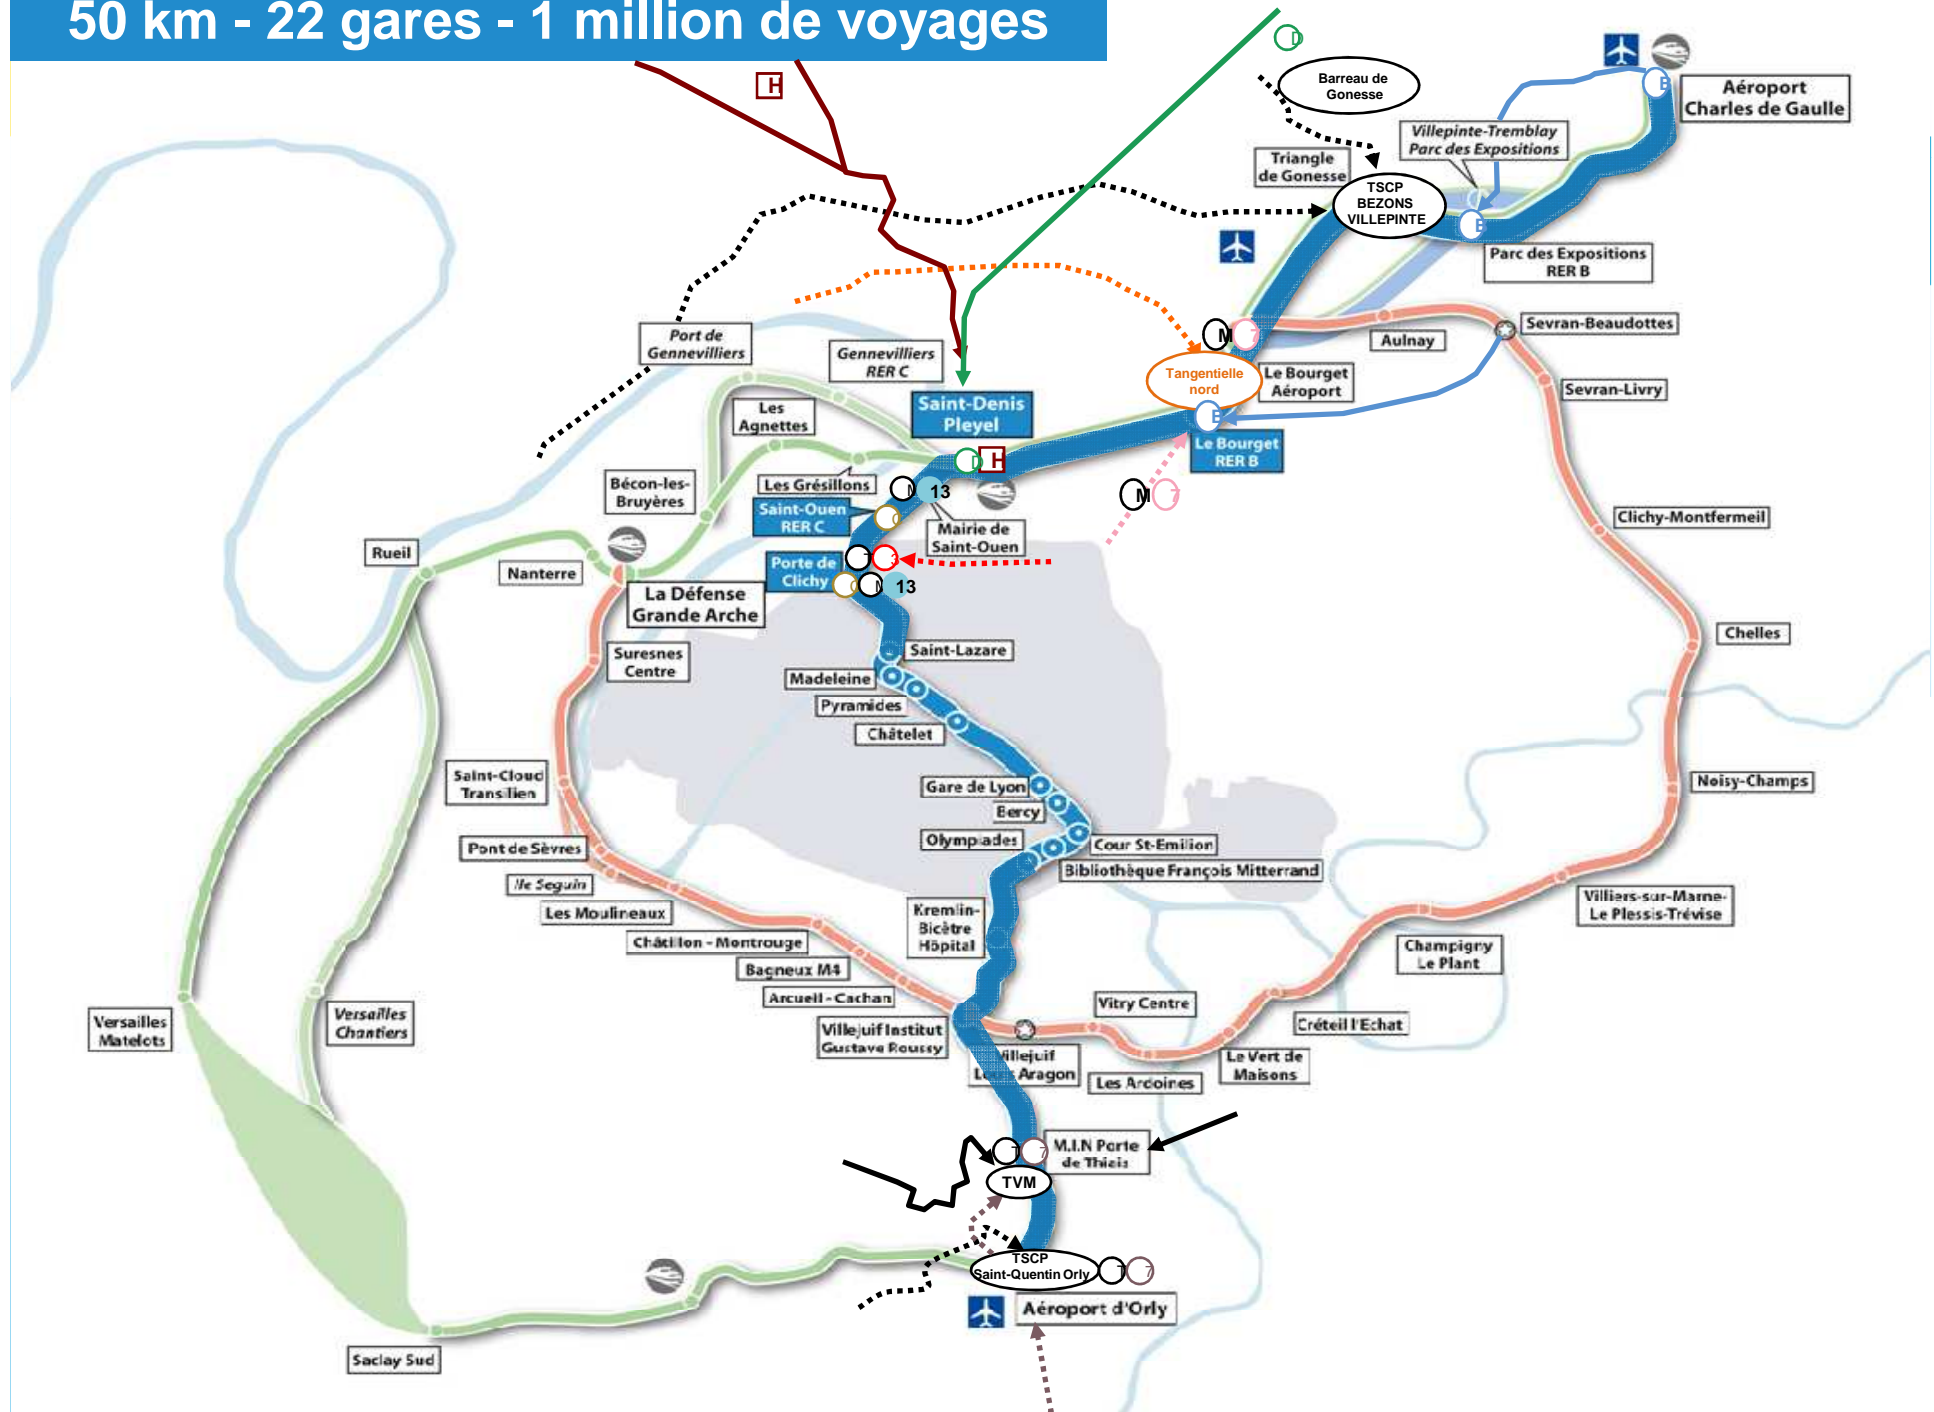 50 km - 22 gares - 1 million de voyages
H
D
Barreau de
Gonesse
B
Aéroport
Charles de Gaulle
Villepinte-Tremblay
Parc des Expositions
Triangle
de Gonesse
TSCP
BEZONS
VILLEPINTE
B
Parc des Expositions
RER B
Port de
Gennevilliers
Gennevilliers
RER C
M 7
Aulnay
Sevran-Beaudottes
Tangentielle
nord
Le Bourget
Aéroport
Sevran-Livry
Les
Agnettes
Saint-Denis
Pleyel
B
Le Bourget
RER B
D H
Bécon-les-
Bruyères
Les Grésillons
M 13
M 7
Saint-Ouen
RER C
C
Mairie de
Saint-Ouen
Clichy-Montfermeil
Rueil
Nanterre
Porte de
Clichy
T 3
C M 13
La Défense
Grande Arche
Chelles
Suresnes
Centre
Saint-Lazare
Madeleine
Pyramides
Châtelet
Saint-Cloud
Transilien
Gare de Lyon
Bercy
Noisy-Champs
Pont de Sèvres
Olympiades
Cour St-Emilion
Bibliothèque François Mitterrand
Ile Seguin
Les Moulineaux
Kremlin-
Bicêtre
Hôpital
Villiers-sur-Marne-
Le Plessis-Trévise
Châtillon - Montrouge
Bagneux M4
Champigny
Le Plant
Arcueil - Cachan
Vitry Centre
Versailles
Matelots
Versailles
Chantiers
Villejuif Institut
Gustave Roussy
Créteil l'Echat
Villejuif
Louis Aragon
Les Ardoines
Le Vert de
Maisons
T 7
M.I.N Porte
de Thiais
TVM
TSCP
Saint-Quentin Orly
T 7
Aéroport d'Orly
Saclay Sud